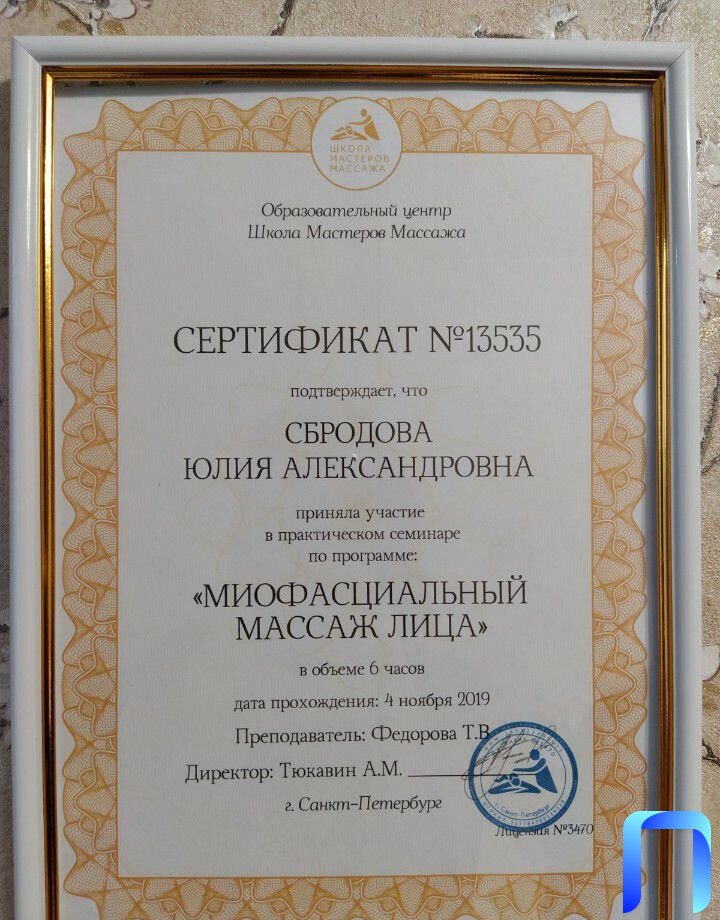 ШКОЛА
МАСТЕРОВ
МАССАЖА
Образовательный центр
Школа Мастеров Массажа
СЕРТИФИКАТ №13535
подтверждает, что
СБРОДОВА
ЮЛИЯ АЛЕКСАНДРОВНА
приняла участие
в практическом семинаре
по программе:
«МИОФАСЦИАЛЬНЫЙ
МАССАЖ ЛИЦА»
в объеме 6 часов
дата прохождения: 4 ноября 2019
Преподаватель: Федорова Т.В.
Директор: Тюкавин А.М.
г. Санкт-Петербург
г. Санкт-Петербург
Лицензия №3470